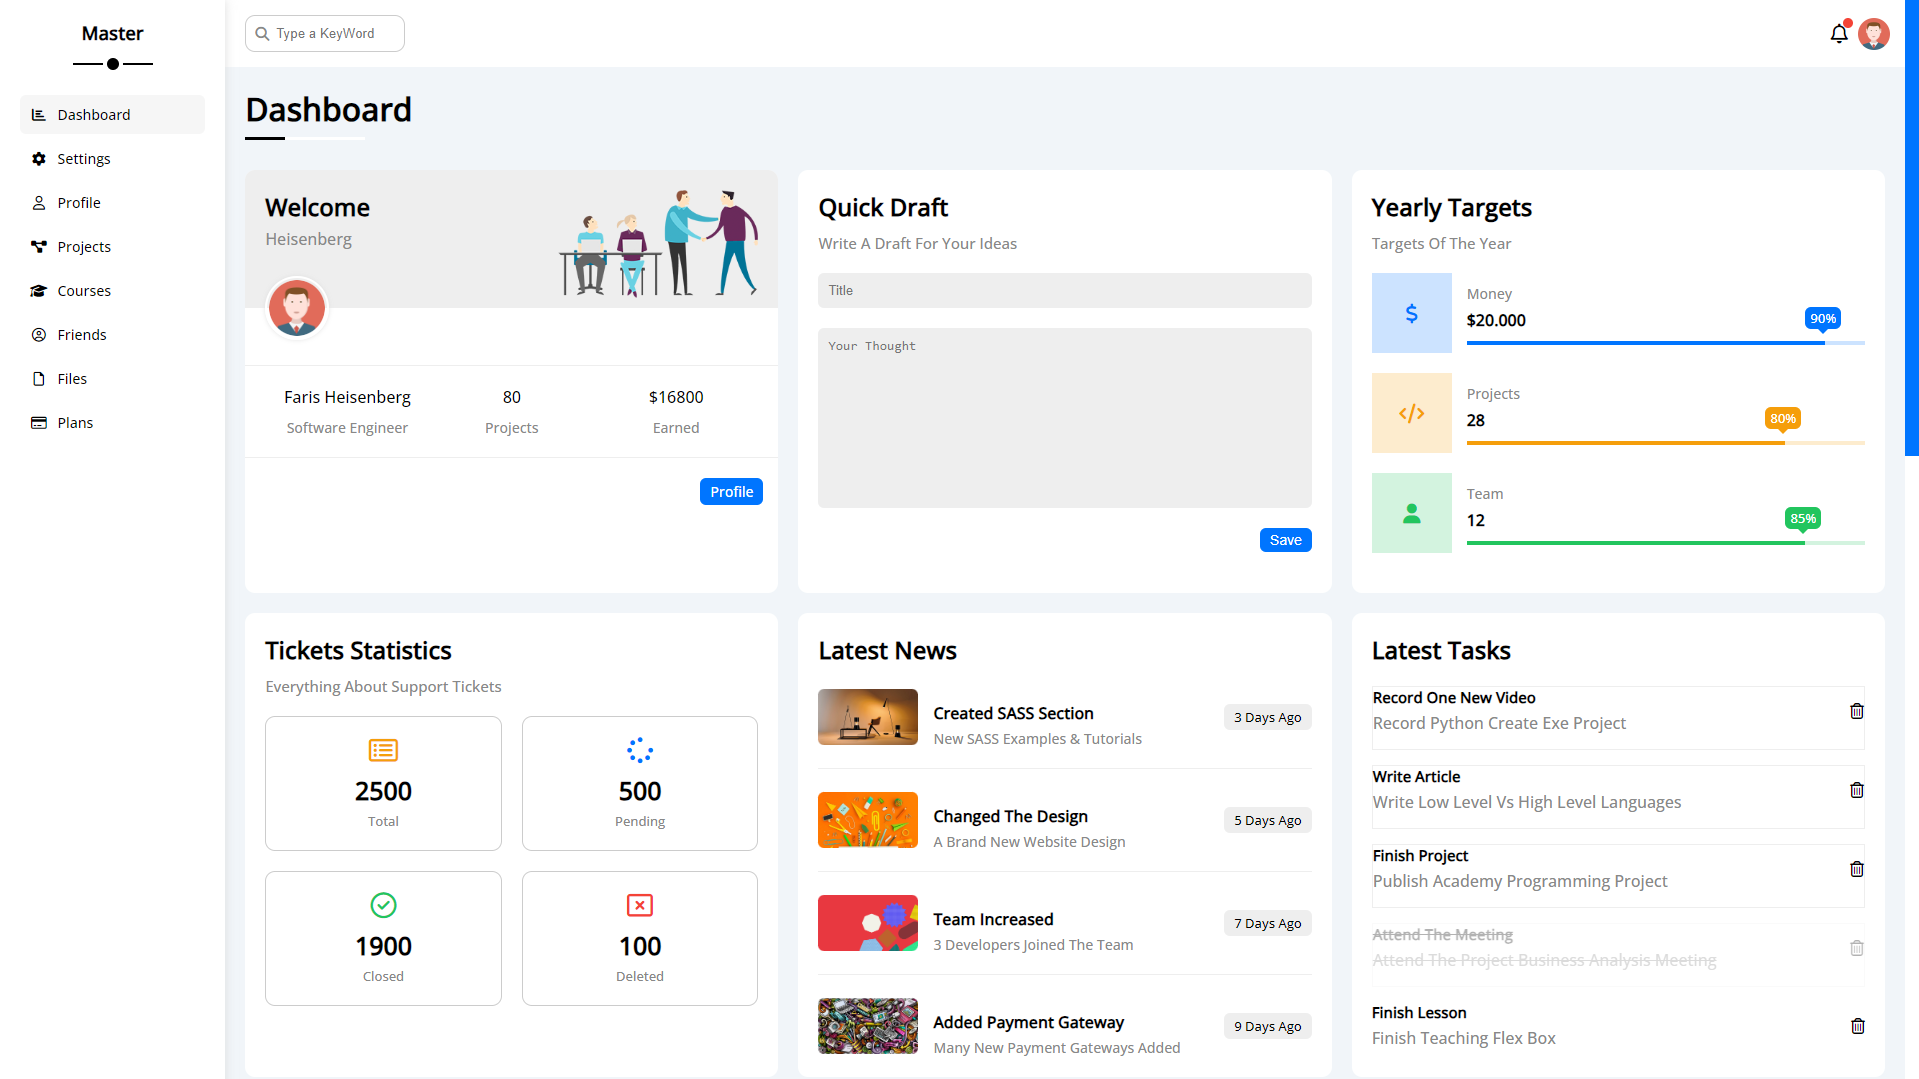 Master
Type a KeyWord
Dashboard
Settings
Profile
Projects
Courses
Friends
Files
Plans
Dashboard
Welcome
Heisenberg
Faris Heisenberg
Software Engineer
80
Projects
$16800
Earned
Profile
Quick Draft
Write A Draft For Your Ideas
Title
Your Thought
Save
Yearly Targets
Targets Of The Year
Money
$20.000
90%
Projects
28
80%
Team
12
85%
Tickets Statistics
Everything About Support Tickets
2500
Total
500
Pending
1900
Closed
100
Deleted
Latest News
Created SASS Section
New SASS Examples & Tutorials
3 Days Ago
Changed The Design
A Brand New Website Design
5 Days Ago
Team Increased
3 Developers Joined The Team
7 Days Ago
Added Payment Gateway
Many New Payment Gateways Added
9 Days Ago
Latest Tasks
Record One New Video
Record Python Create Exe Project
Write Article
Write Low Level Vs High Level Languages
Finish Project
Publish Academy Programming Project
Attend The Meeting
Attend The Project Business Analysis Meeting
Finish Lesson
Finish Teaching Flex Box